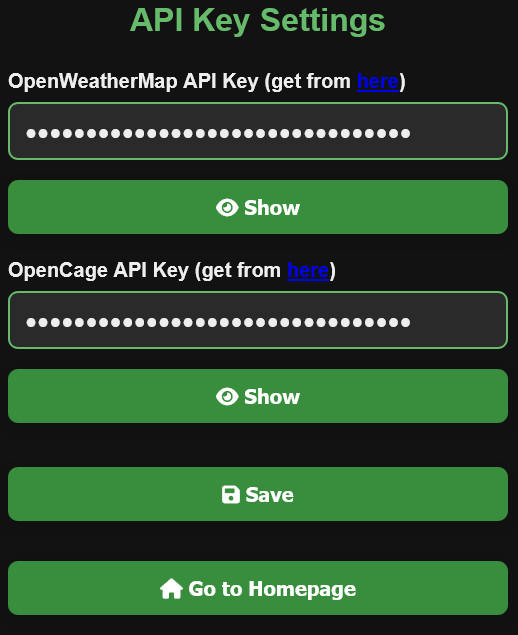 API Key Settings
OpenWeatherMap API Key (get from here)
••••••••••••••••••••••••••••••••
Show
OpenCage API Key (get from here)
••••••••••••••••••••••••••••••••
Show
Save
Go to Homepage